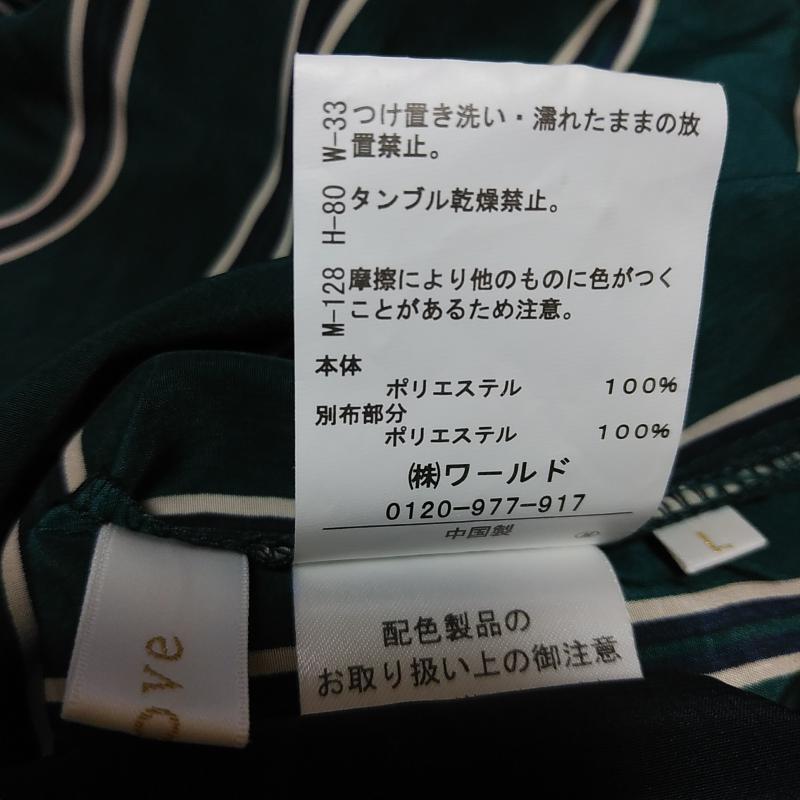 W-33 つけ置き洗い・濡れたままの放
置禁止。
H-80 タンブル乾燥禁止。
M-128 摩擦により他のものに色がつく
ことがあるため注意。
本体
ポリエステル 100%
別布部分
ポリエステル 100%
㈱ワールド
0120-977-917
中国製
L
ove
配色製品の
お取り扱い上の御注意